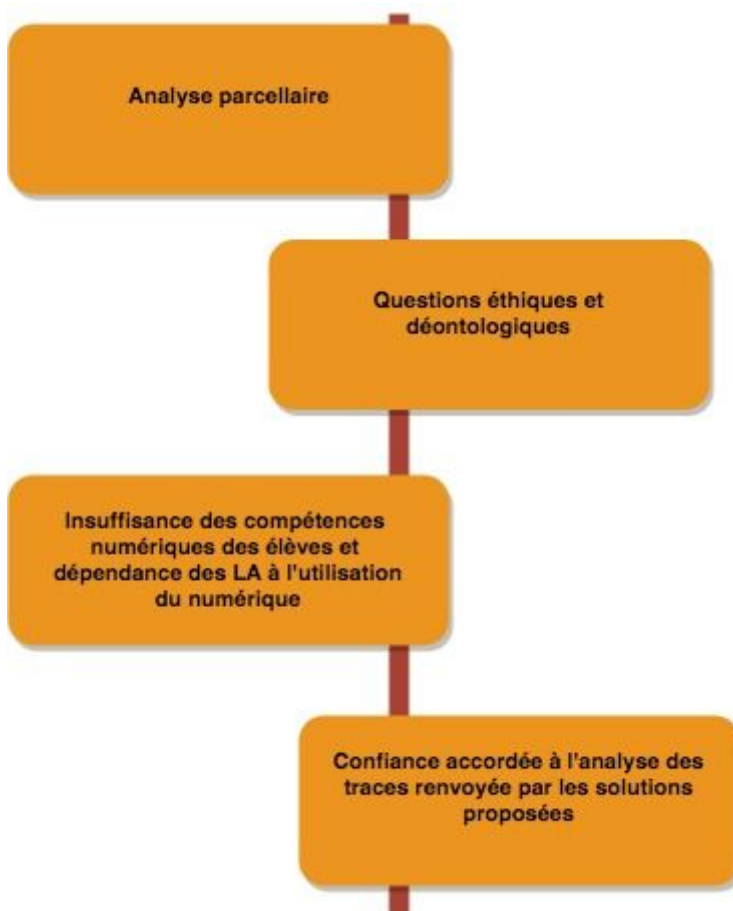 Analyse parcellaire
Questions éthiques et
déontologiques
Insuffisance des compétences
numériques des élèves et
dépendance des LA à l'utilisation
du numérique
Confiance accordée à l'analyse des
traces renvoyée par les solutions
proposées